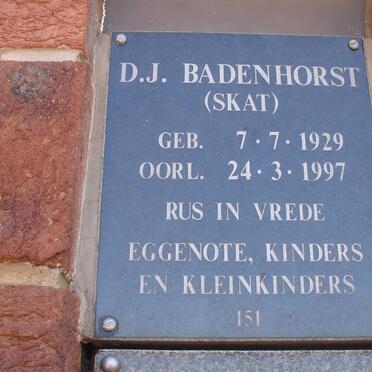 D.J. BADENHORST
(SKAT)
GEB. 7·7·1929
OORL. 24·3·1997
RUS IN VREDE
EGGENOTE, KINDERS
EN KLEINKINDERS
151